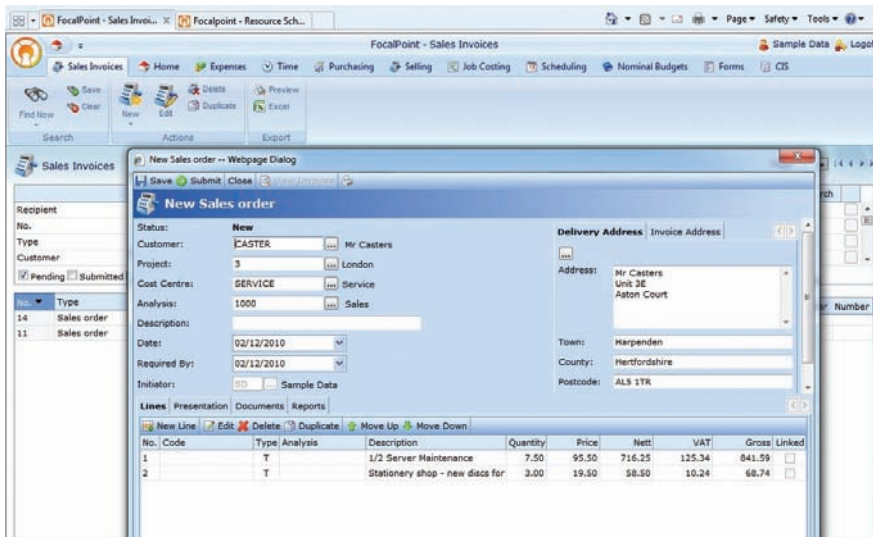 FocalPoint - Sales Invoi... Focalpoint - Resource Sch... Page Safety Tools
FocalPoint - Sales Invoices Sample Data Logof
Sales Invoices Home Expenses Time Purchasing Selling Job Costing Scheduling Nominal Budgets Forms CIS
Find Now Save Clear New Edit Delete Duplicate Preview Excel
Search Actions Export
Sales Invoices
New Sales order -- Webpage Dialog
Save Submit Close
New Sales order
Recipient
No.
Type
Customer
Pending Submitted
No. Type Number
14 Sales order
11 Sales order
Status: New
Customer: CASTER ... Mr Casters
Project: 3 ... London
Cost Centre: SERVICE ... Service
Analysis: 1000 ... Sales
Description:
Date: 02/12/2010
Required By: 02/12/2010
Initiator: SD ... Sample Data
Delivery Address Invoice Address
...
Address: Mr Casters
Unit 3E
Aston Court
Town: Harpenden
County: Hertfordshire
Postcode: AL5 1TR
Lines Presentation Documents Reports
New Line Edit Delete Duplicate Move Up Move Down
No. Code Type Analysis Description Quantity Price Nett VAT Gross Linked
1 T 1/2 Server Maintenance 7.50 95.50 716.25 125.34 841.59
2 T Stationery shop - new discs for 3.00 19.50 58.50 10.24 68.74